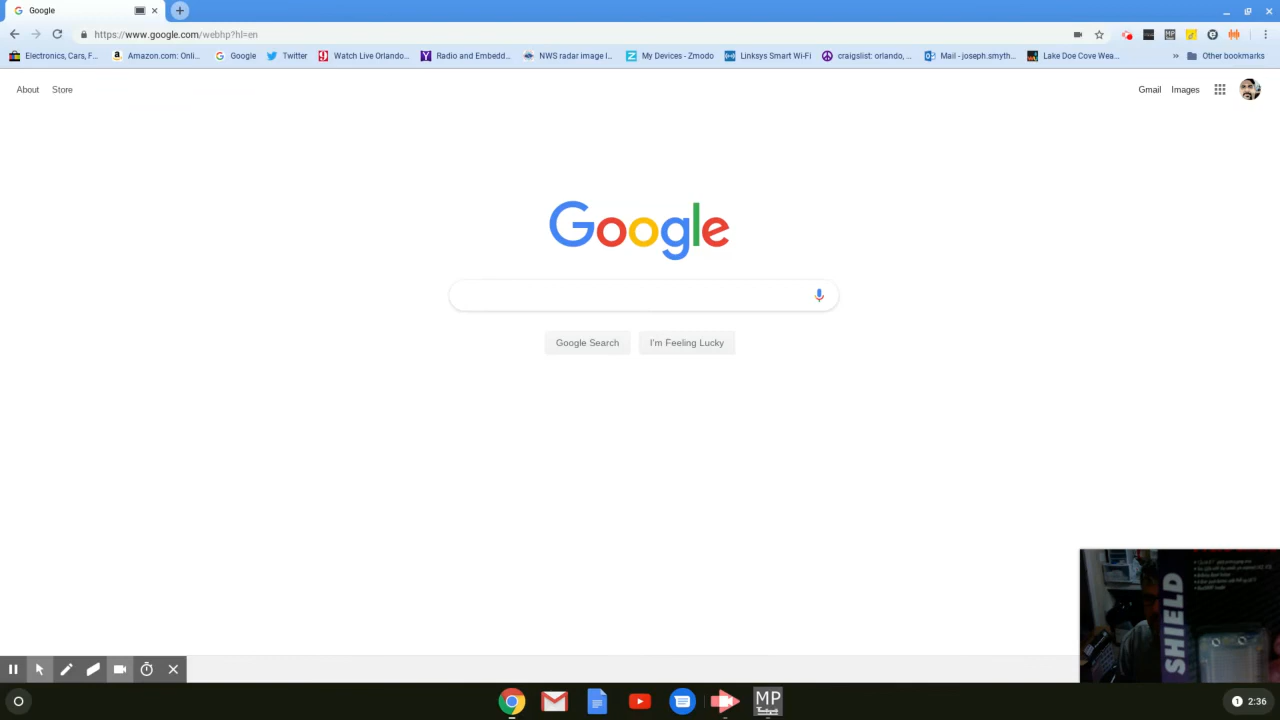 Google
https://www.google.com/webhp?hl=en
Electronics, Cars, F...
Amazon.com: Onli...
Google
Twitter
Watch Live Orlando...
Radio and Embedd...
NWS radar image l...
My Devices - Zmodo
Linksys Smart Wi-Fi
craigslist: orlando, ...
Mail - joseph.smyth...
Lake Doe Cove Wea...
»
Other bookmarks
About
Store
Gmail
Images
Google
Google Search
I'm Feeling Lucky
SHIELD
MP
1
2:36